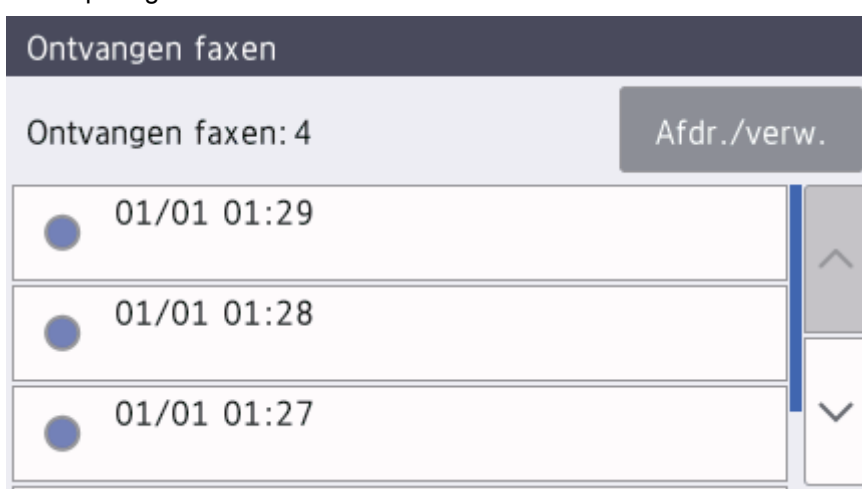 Ontvangen faxen
Ontvangen faxen: 4
Afdr./verw.
01/01 01:29
01/01 01:28
01/01 01:27